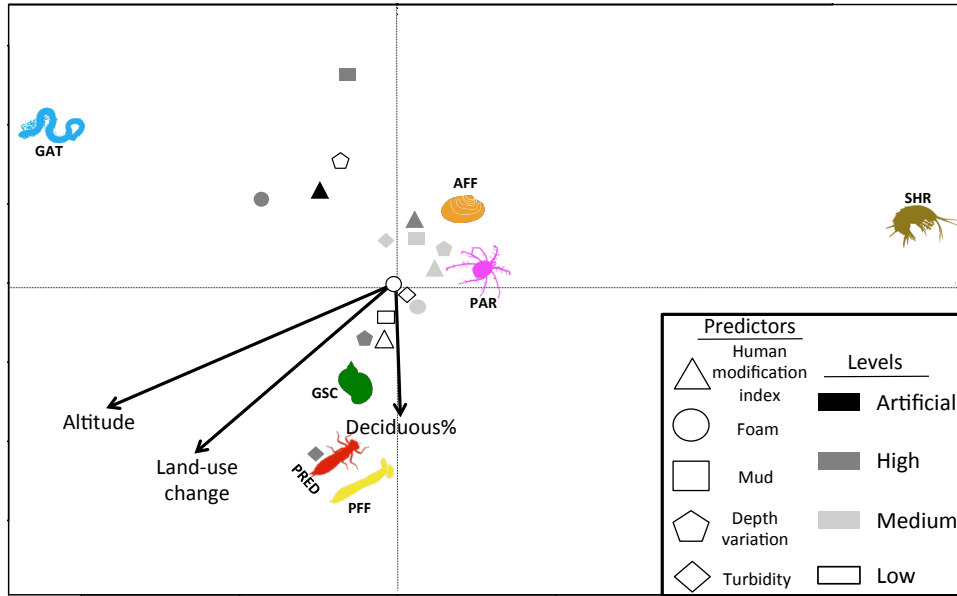 GAT
AFF
SHR
PAR
GSC
Altitude
Deciduous%
Land-use
change
PRED
PFF
Predictors
Human
modification
index
Foam
Mud
Depth
variation
Turbidity
Levels
Artificial
High
Medium
Low